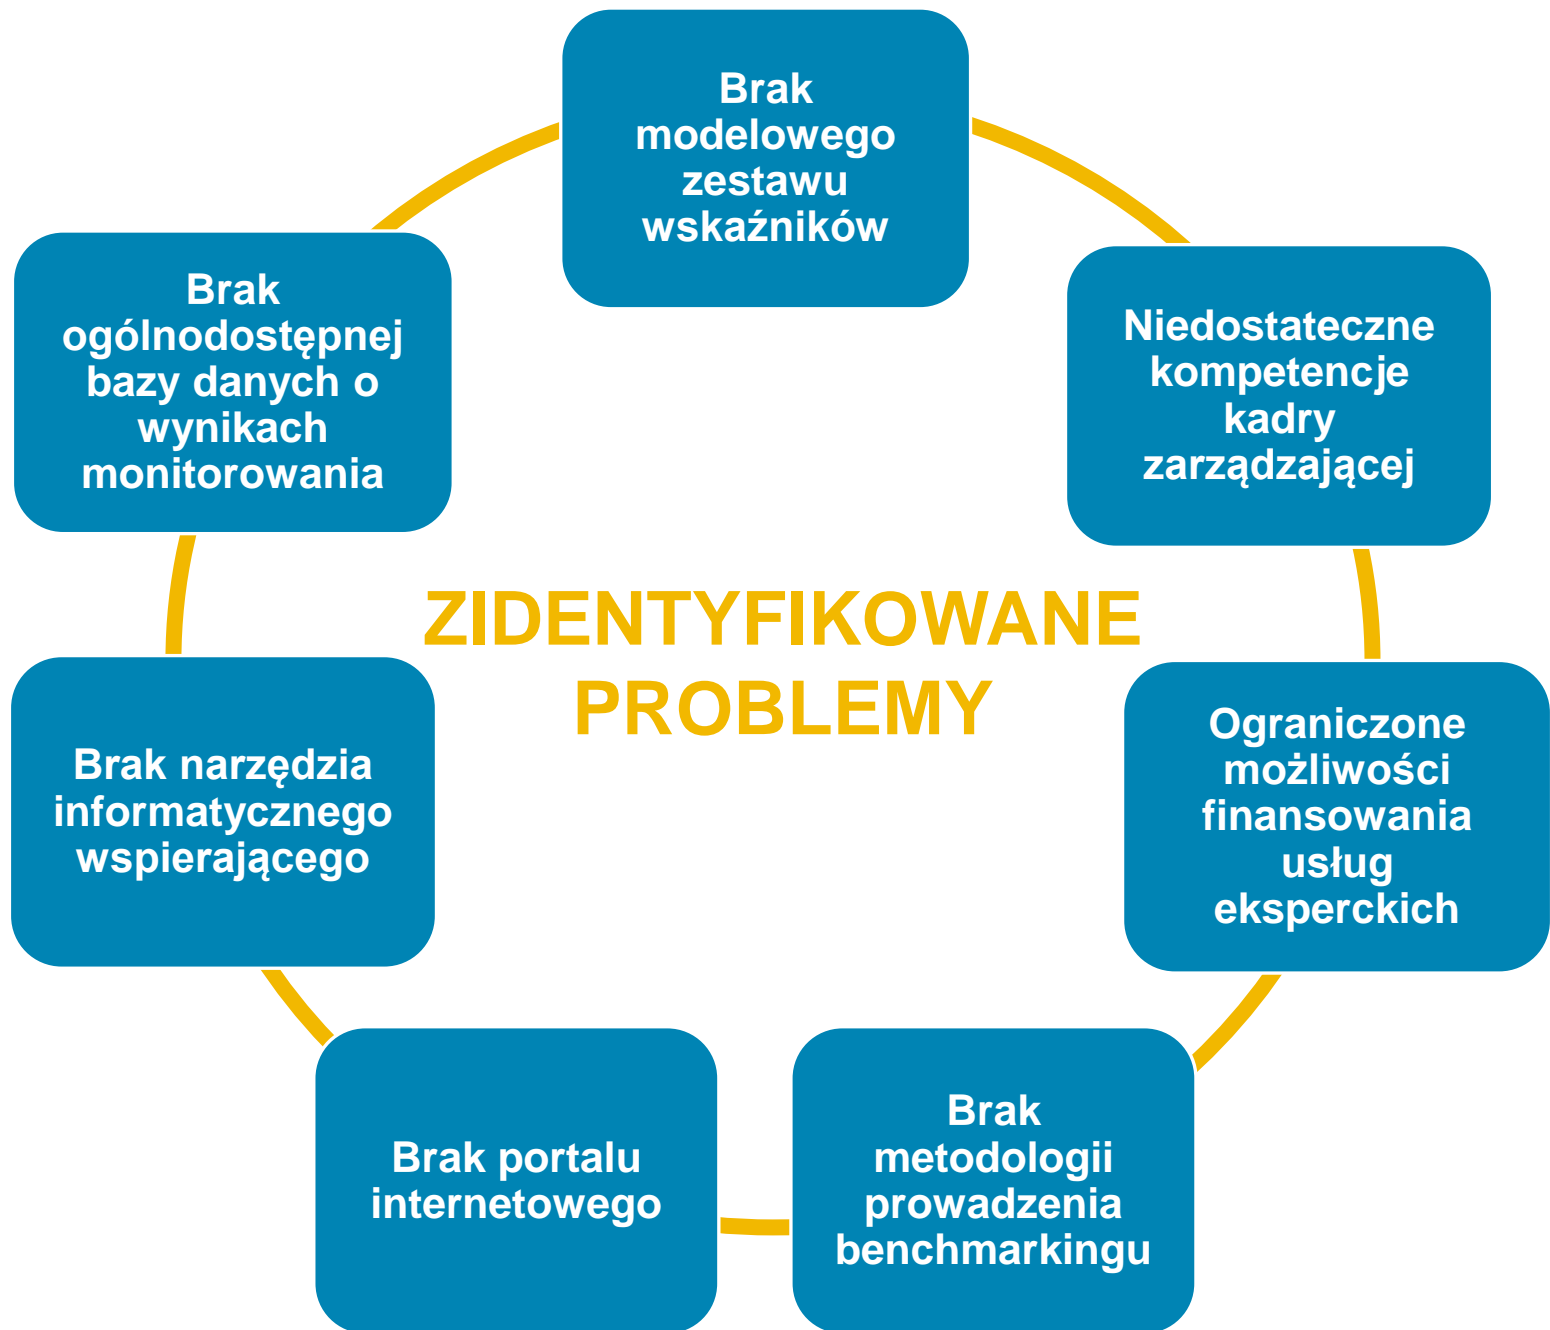 Brak
modelowego
zestawu
wskaźników
Niedostateczne
kompetencje
kadry
zarządzającej
Ograniczone
możliwości
finansowania
usług
eksperckich
Brak
metodologii
prowadzenia
benchmarkingu
Brak portalu
internetowego
Brak narzędzia
informatycznego
wspierającego
Brak
ogólnodostępnej
bazy danych o
wynikach
monitorowania
ZIDENTYFIKOWANE
PROBLEMY